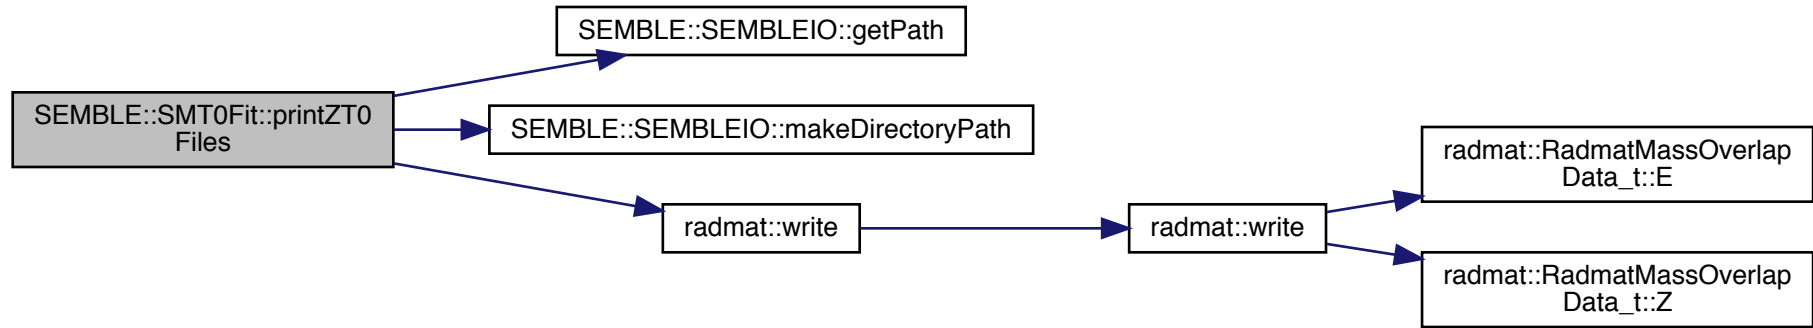 SEMBLE::SEMBLEIO::getPath
SEMBLE::SMT0Fit::printZT0
Files
SEMBLE::SEMBLEIO::makeDirectoryPath
radmat::write
radmat::write
radmat::RadmatMassOverlap
Data_t::E
radmat::RadmatMassOverlap
Data_t::Z